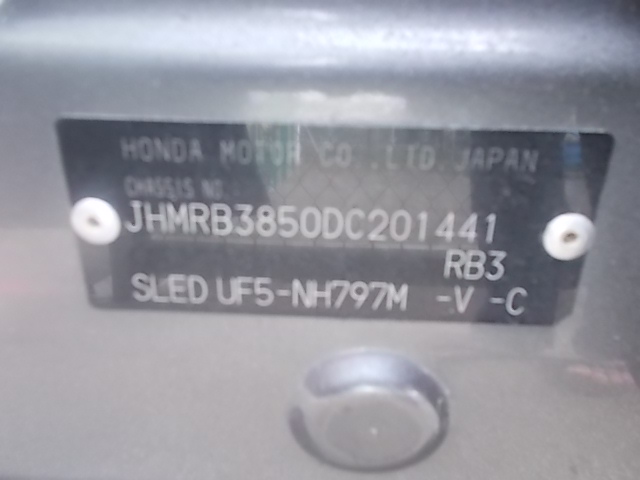 HONDA MOTOR CO.,LTD.JAPAN
CHASSIS NO.
JHMRB3850DC201441
RB3
SLED UF5-NH797M -V -C